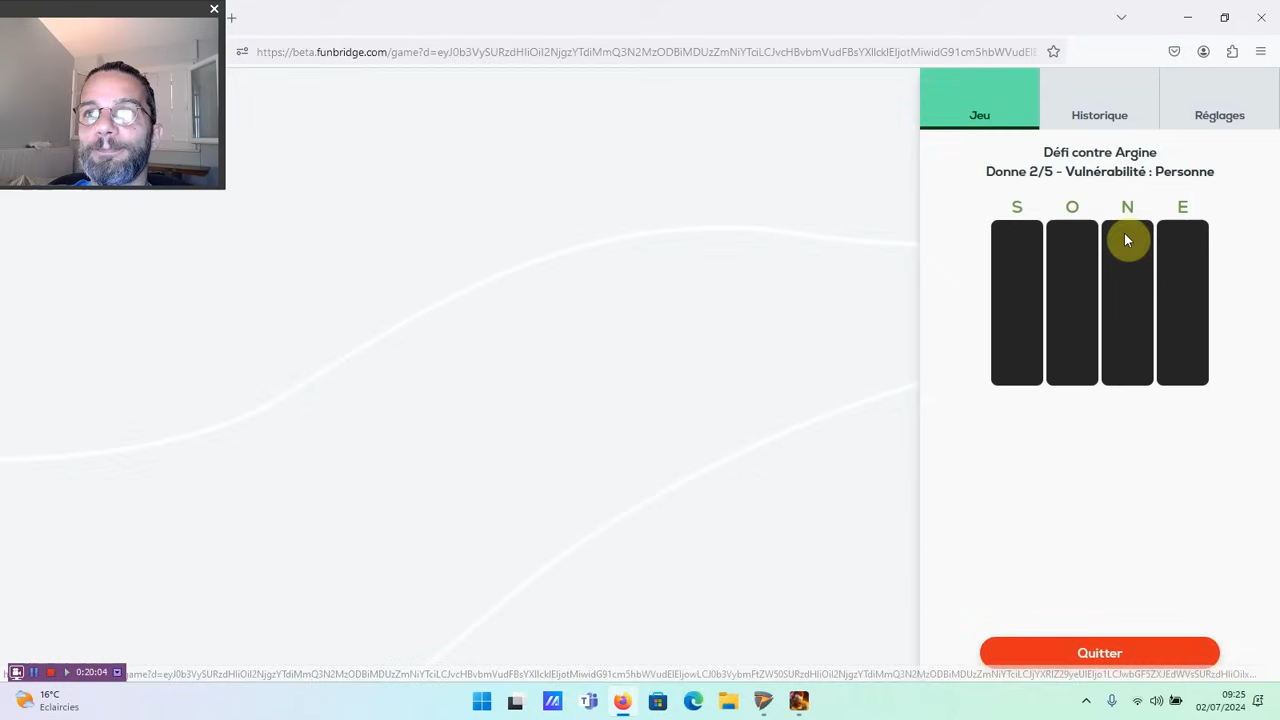 https://beta.funbridge.com/game?d=
Jeu
Historique
Réglages
Défi contre Argine
Donne 2/5 - Vulnérabilité : Personne
S O N E
Quitter
0:20:04
16°C
Eclaircies
09:25
02/07/2024